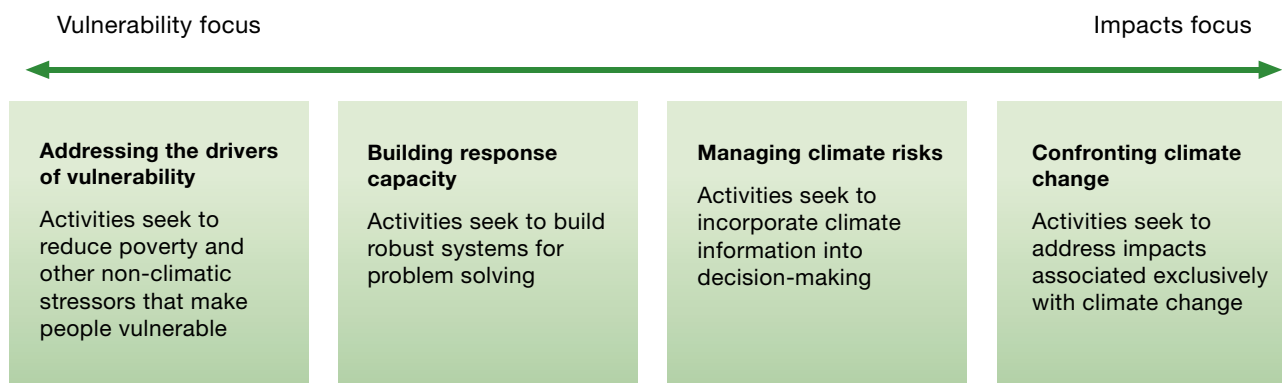 Vulnerability focus
Impacts focus
Addressing the drivers
of vulnerability
Activities seek to
reduce poverty and
other non-climatic
stressors that make
people vulnerable
Building response
capacity
Activities seek to build
robust systems for
problem solving
Managing climate risks
Activities seek to
incorporate climate
information into
decision-making
Confronting climate
change
Activities seek to
address impacts
associated exclusively
with climate change